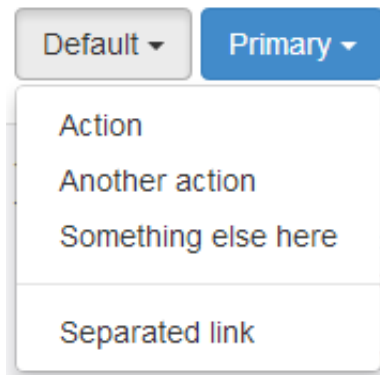 Default Primary
Action
Another action
Something else here
Separated link